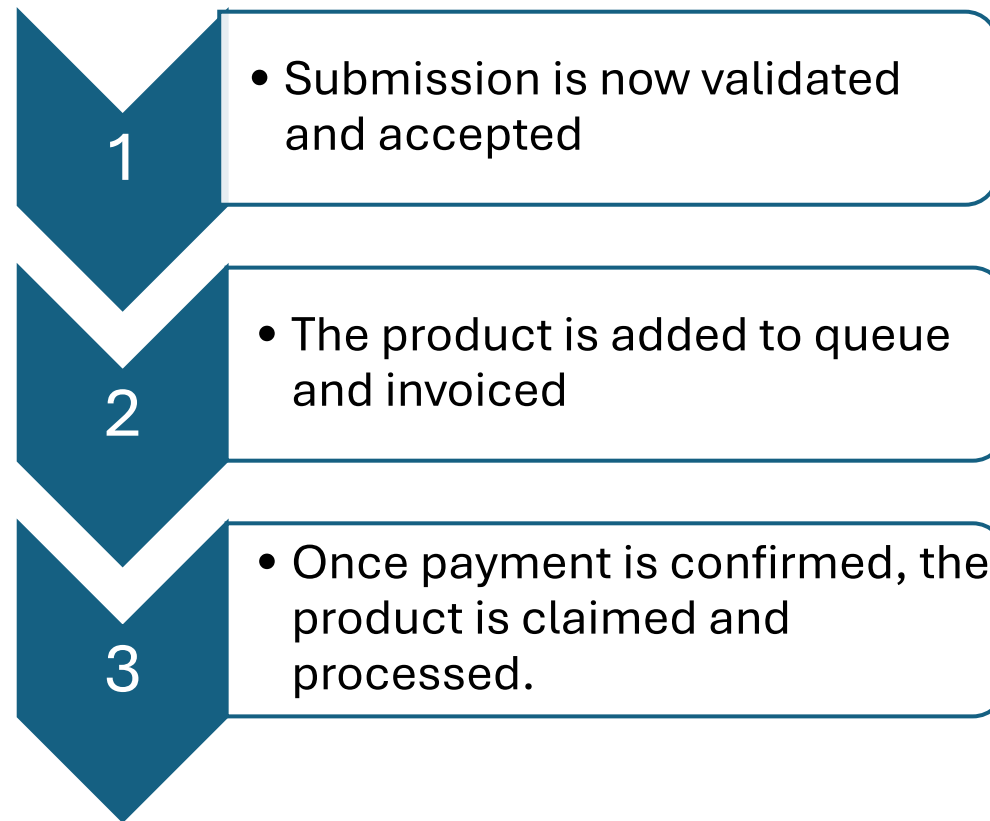 1
• Submission is now validated
and accepted
2
• The product is added to queue
and invoiced
3
• Once payment is confirmed, the
product is claimed and
processed.